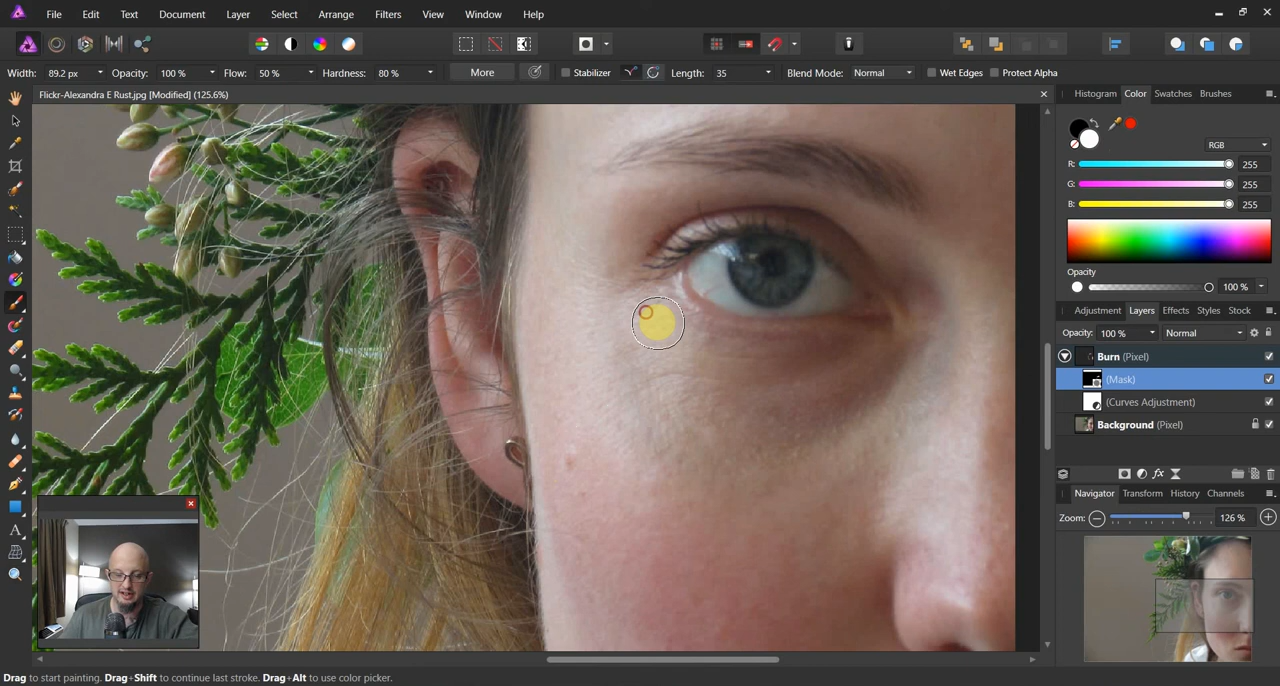 File Edit Text Document Layer Select Arrange Filters View Window Help
Width: 89.2 px Opacity: 100 % Flow: 50 % Hardness: 80 % More Stabilizer Length: 35 Blend Mode: Normal Wet Edges Protect Alpha
Flickr-Alexandra E Rust.jpg [Modified] (125.6%)
Histogram Color Swatches Brushes
RGB
R: 255
G: 255
B: 255
Opacity
100 %
Adjustment Layers Effects Styles Stock
Opacity: 100 % Normal
Burn (Pixel)
(Mask)
(Curves Adjustment)
Background (Pixel)
Navigator Transform History Channels
Zoom: 126 %
Drag to start painting. Drag+Shift to continue last stroke. Drag+Alt to use color picker.